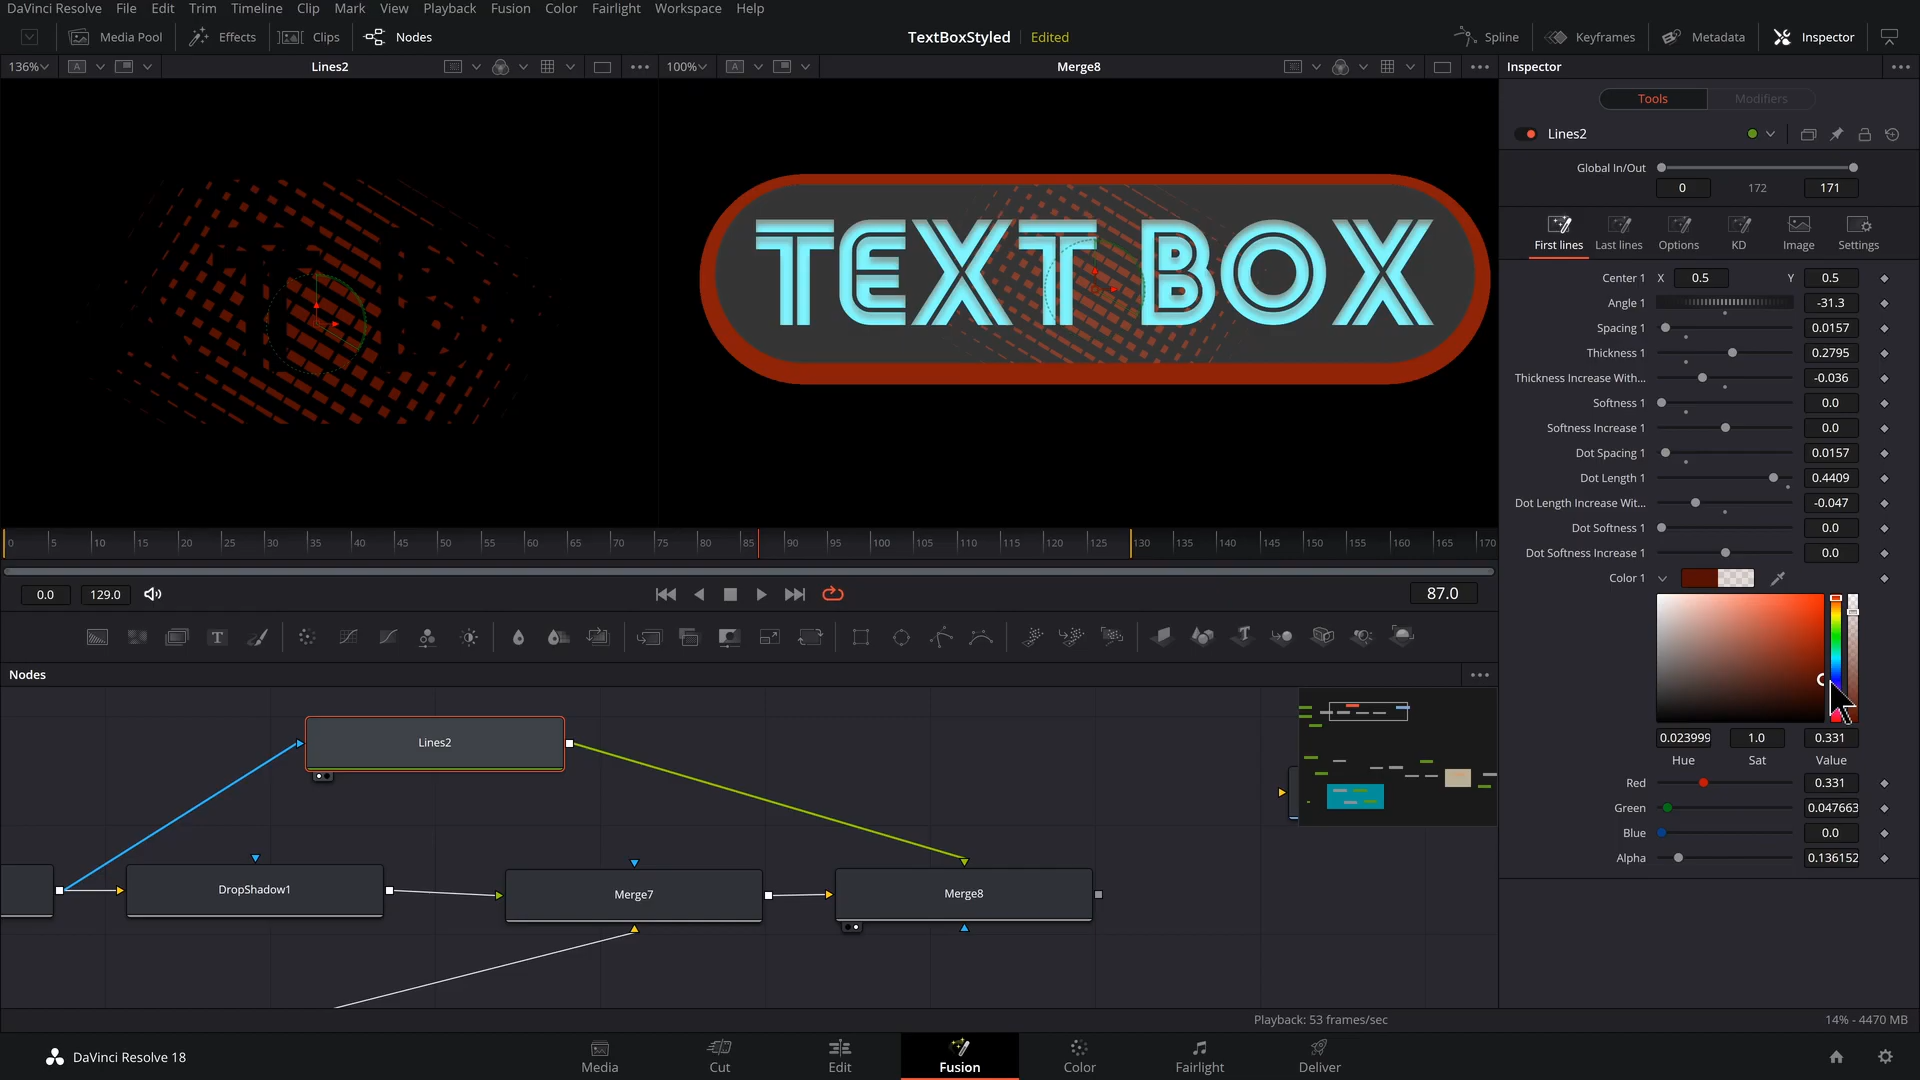 DaVinci Resolve File Edit Trim Timeline Clip Mark View Playback Fusion Color Fairlight Workspace Help
Media Pool Effects Clips Nodes TextBoxStyled Edited Spline Keyframes Metadata Inspector
136% A Lines2 100% A Merge8 Inspector
Tools Modifiers
Lines2
Global In/Out
0 172 171
First lines Last lines Options KD Image Settings
Center 1 X 0.5 Y 0.5
Angle 1 -31.3
Spacing 1 0.0157
Thickness 1 0.2795
Thickness Increase With... -0.036
Softness 1 0.0
Softness Increase 1 0.0
Dot Spacing 1 0.0157
Dot Length 1 0.4409
Dot Length Increase Wit... -0.047
Dot Softness 1 0.0
Dot Softness Increase 1 0.0
Color 1
0.023999 1.0 0.331
Hue Sat Value
Red 0.331
Green 0.047663
Blue 0.0
Alpha 0.136152
TEXT BOX
0 5 10 15 20 25 30 35 40 45 50 55 60 65 70 75 80 85 90 95 100 105 110 115 120 125 130 135 140 145 150 155 160 165 170
0.0 129.0 87.0
T T
Nodes
Lines2
DropShadow1 Merge7 Merge8
Playback: 53 frames/sec 14% - 4470 MB
DaVinci Resolve 18 Media Cut Edit Fusion Color Fairlight Deliver